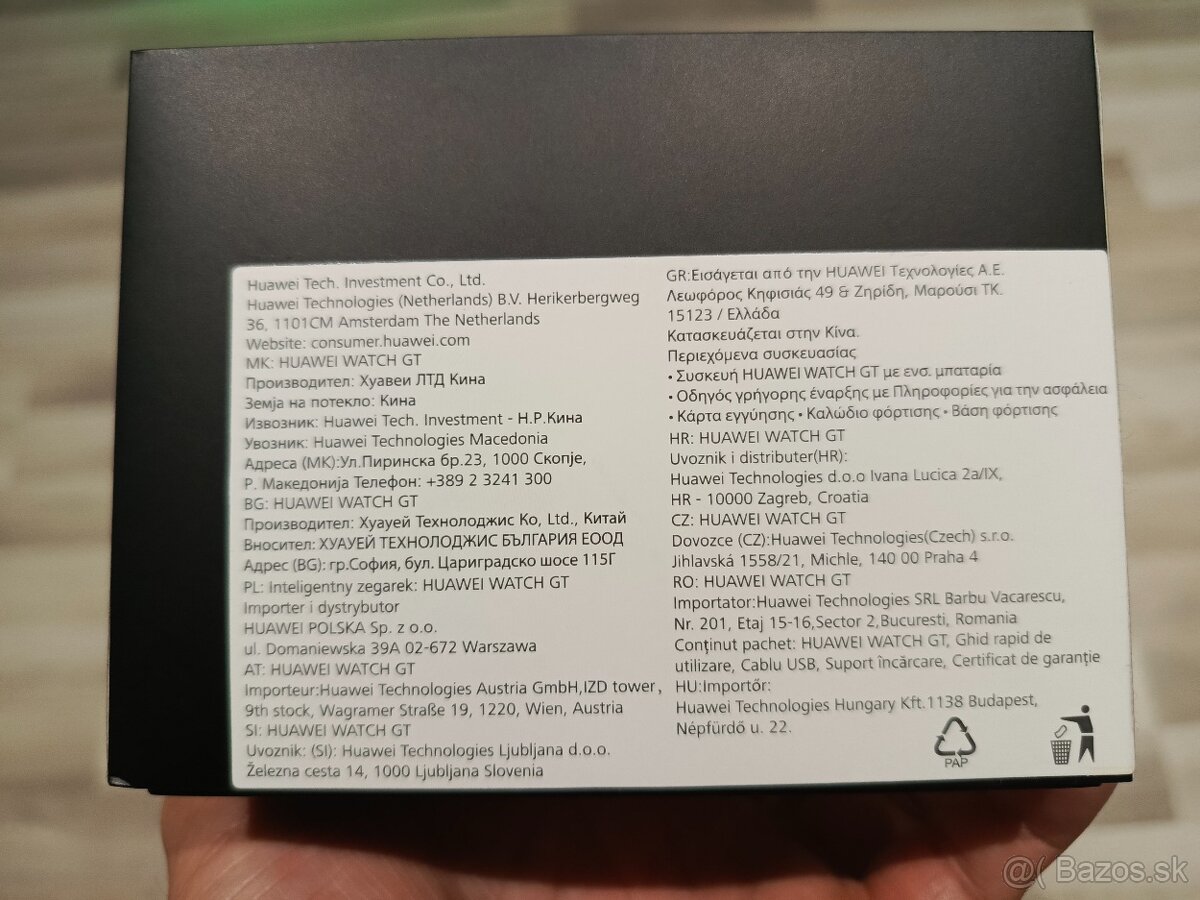 Huawei Tech. Investment Co., Ltd.
Huawei Technologies (Netherlands) B.V. Herikerbergweg
36, 1101CM Amsterdam The Netherlands
Website: consumer.huawei.com
MK: HUAWEI WATCH GT
Производител: Хуавеи ЛТД Кина
Земја на потекло: Кина
Извозник: Huawei Tech. Investment - Н.Р.Кина
Увозник: Huawei Technologies Macedonia
Адреса (МК):Ул.Пиринска бр.23, 1000 Скопје,
Р. Македонија Телефон: +389 2 3241 300
BG: HUAWEI WATCH GT
Производител: Хуауей Технолоджис Ко, Ltd., Китай
Вносител: ХУАУЕЙ ТЕХНОЛОДЖИС БЪЛГАРИЯ ЕООД
Адрес (BG): гр.София, бул. Цариградско шосе 115Г
PL: Inteligentny zegarek: HUAWEI WATCH GT
Importer i dystrybutor
HUAWEI POLSKA Sp. z o.o.
ul. Domaniewska 39A 02-672 Warszawa
AT: HUAWEI WATCH GT
Importeur:Huawei Technologies Austria GmbH,IZD tower,
9th stock, Wagramer Straße 19, 1220, Wien, Austria
SI: HUAWEI WATCH GT
Uvoznik: (SI): Huawei Technologies Ljubljana d.o.o.
Železna cesta 14, 1000 Ljubljana Slovenia
GR:Εισάγεται από την HUAWEI Τεχνολογίες Α.Ε.
Λεωφόρος Κηφισιάς 49 & Ζηρίδη, Μαρούσι ΤΚ.
15123 / Ελλάδα
Κατασκευάζεται στην Κίνα.
Περιεχόμενα συσκευασίας
• Συσκευή HUAWEI WATCH GT με ενσ. μπαταρία
• Οδηγός γρήγορης έναρξης με Πληροφορίες για την ασφάλεια
• Κάρτα εγγύησης • Καλώδιο φόρτισης • Βάση φόρτισης
HR: HUAWEI WATCH GT
Uvoznik i distributer(HR):
Huawei Technologies d.o.o Ivana Lucica 2a/IX,
HR - 10000 Zagreb, Croatia
CZ: HUAWEI WATCH GT
Dovozce (CZ):Huawei Technologies(Czech) s.r.o.
Jihlavská 1558/21, Michle, 140 00 Praha 4
RO: HUAWEI WATCH GT
Importator:Huawei Technologies SRL Barbu Vacarescu,
Nr. 201, Etaj 15-16,Sector 2,Bucuresti, Romania
Conținut pachet: HUAWEI WATCH GT, Ghid rapid de
utilizare, Cablu USB, Suport încărcare, Certificat de garanție
HU:Importőr:
Huawei Technologies Hungary Kft.1138 Budapest,
Népfürdő u. 22.
PAP
@( Bazos.sk